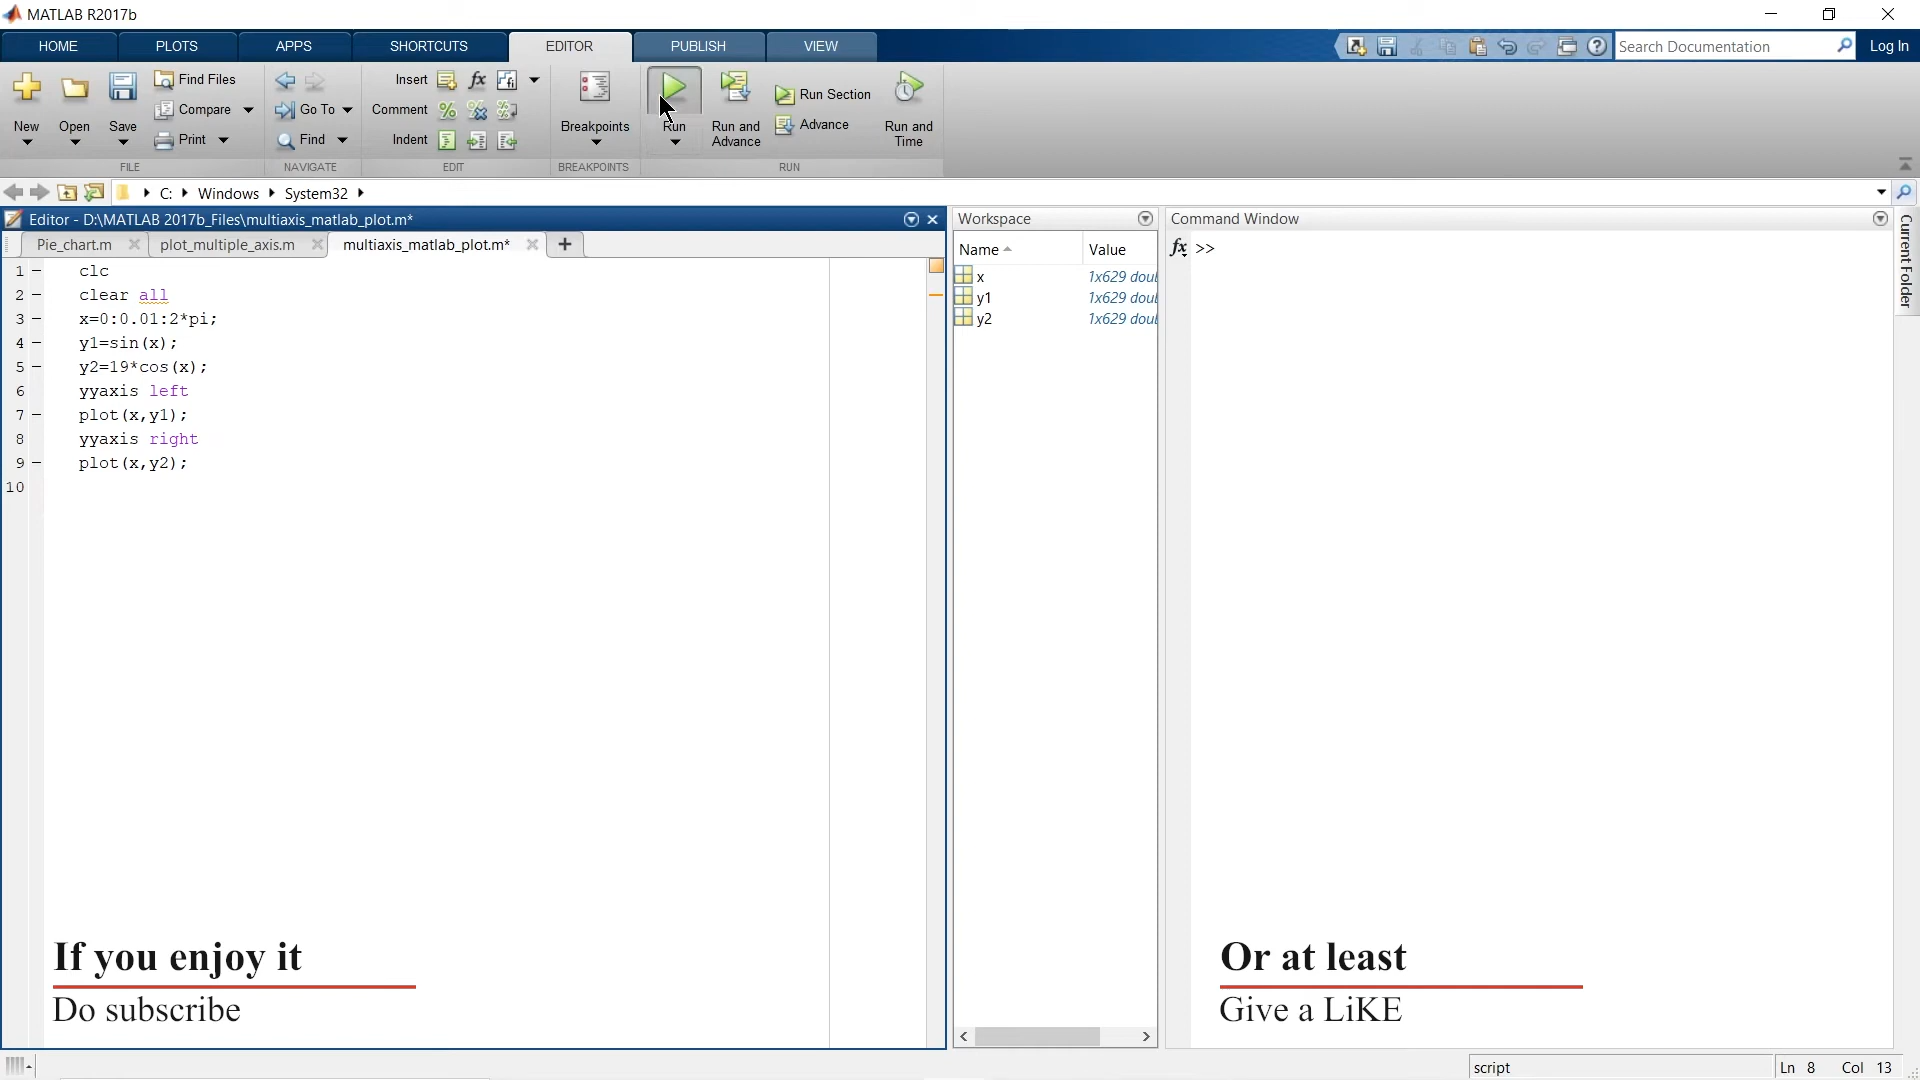 MATLAB R2017b
HOME PLOTS APPS SHORTCUTS EDITOR PUBLISH VIEW
Search Documentation
Log In
New
Open
Save
Find Files
Compare
Print
FILE
Go To
Find
NAVIGATE
Insert fx
Comment
Indent
EDIT
Breakpoints
BREAKPOINTS
Run
Run and
Advance
Run Section
Advance
Run and
Time
RUN
C: Windows System32
Editor - D:\MATLAB 2017b_Files\multiaxis_matlab_plot.m*
Pie_chart.m plot_multiple_axis.m multiaxis_matlab_plot.m* +
1 – clc
2 – clear all
3 – x=0:0.01:2*pi;
4 – y1=sin(x);
5 – y2=19*cos(x);
6 yyaxis left
7 – plot(x,y1);
8 yyaxis right
9 – plot(x,y2);
10
Workspace
Name Value
x 1x629 doul
y1 1x629 doul
y2 1x629 doul
Command Window
fx >>
Current Folder
If you enjoy it
Do subscribe
Or at least
Give a LiKE
script
Ln 8 Col 13